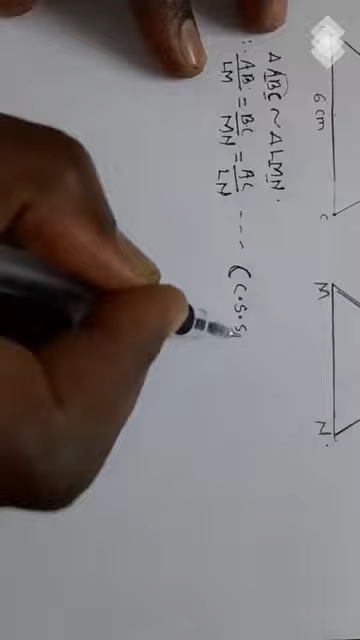 Δ ABC ~ Δ LMN.
∴ AB/LM = BC/MN = AC/LN --- (C.S.S
6 cm
C
M
N